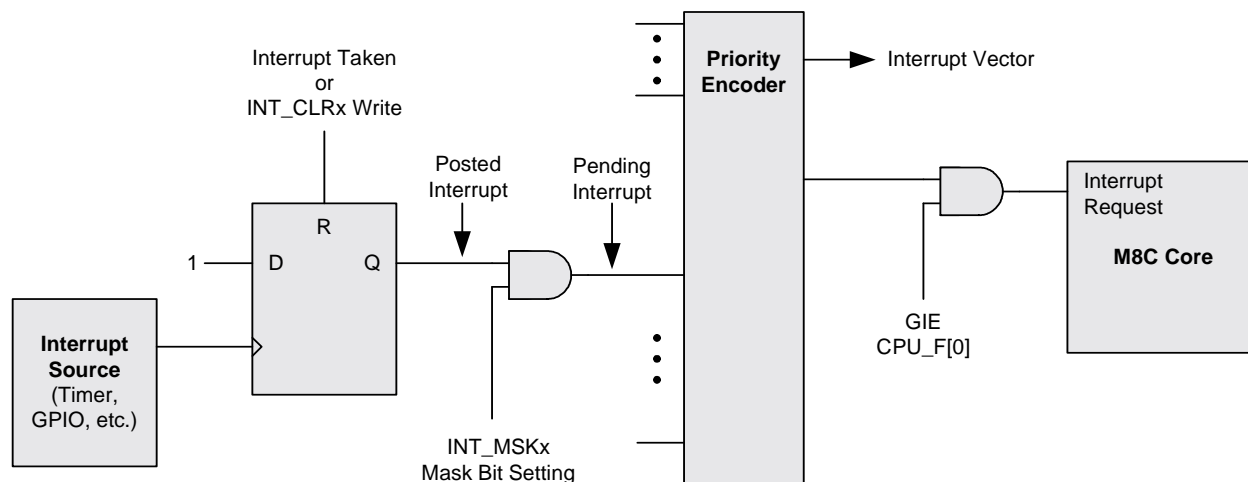 Interrupt Taken
or
INT_CLRx Write
Priority
Encoder
Interrupt Vector
Posted
Interrupt
Pending
Interrupt
Interrupt
Request
M8C Core
R
1
D
Q
GIE
CPU_F[0]
Interrupt
Source
(Timer,
GPIO, etc.)
INT_MSKx
Mask Bit Setting